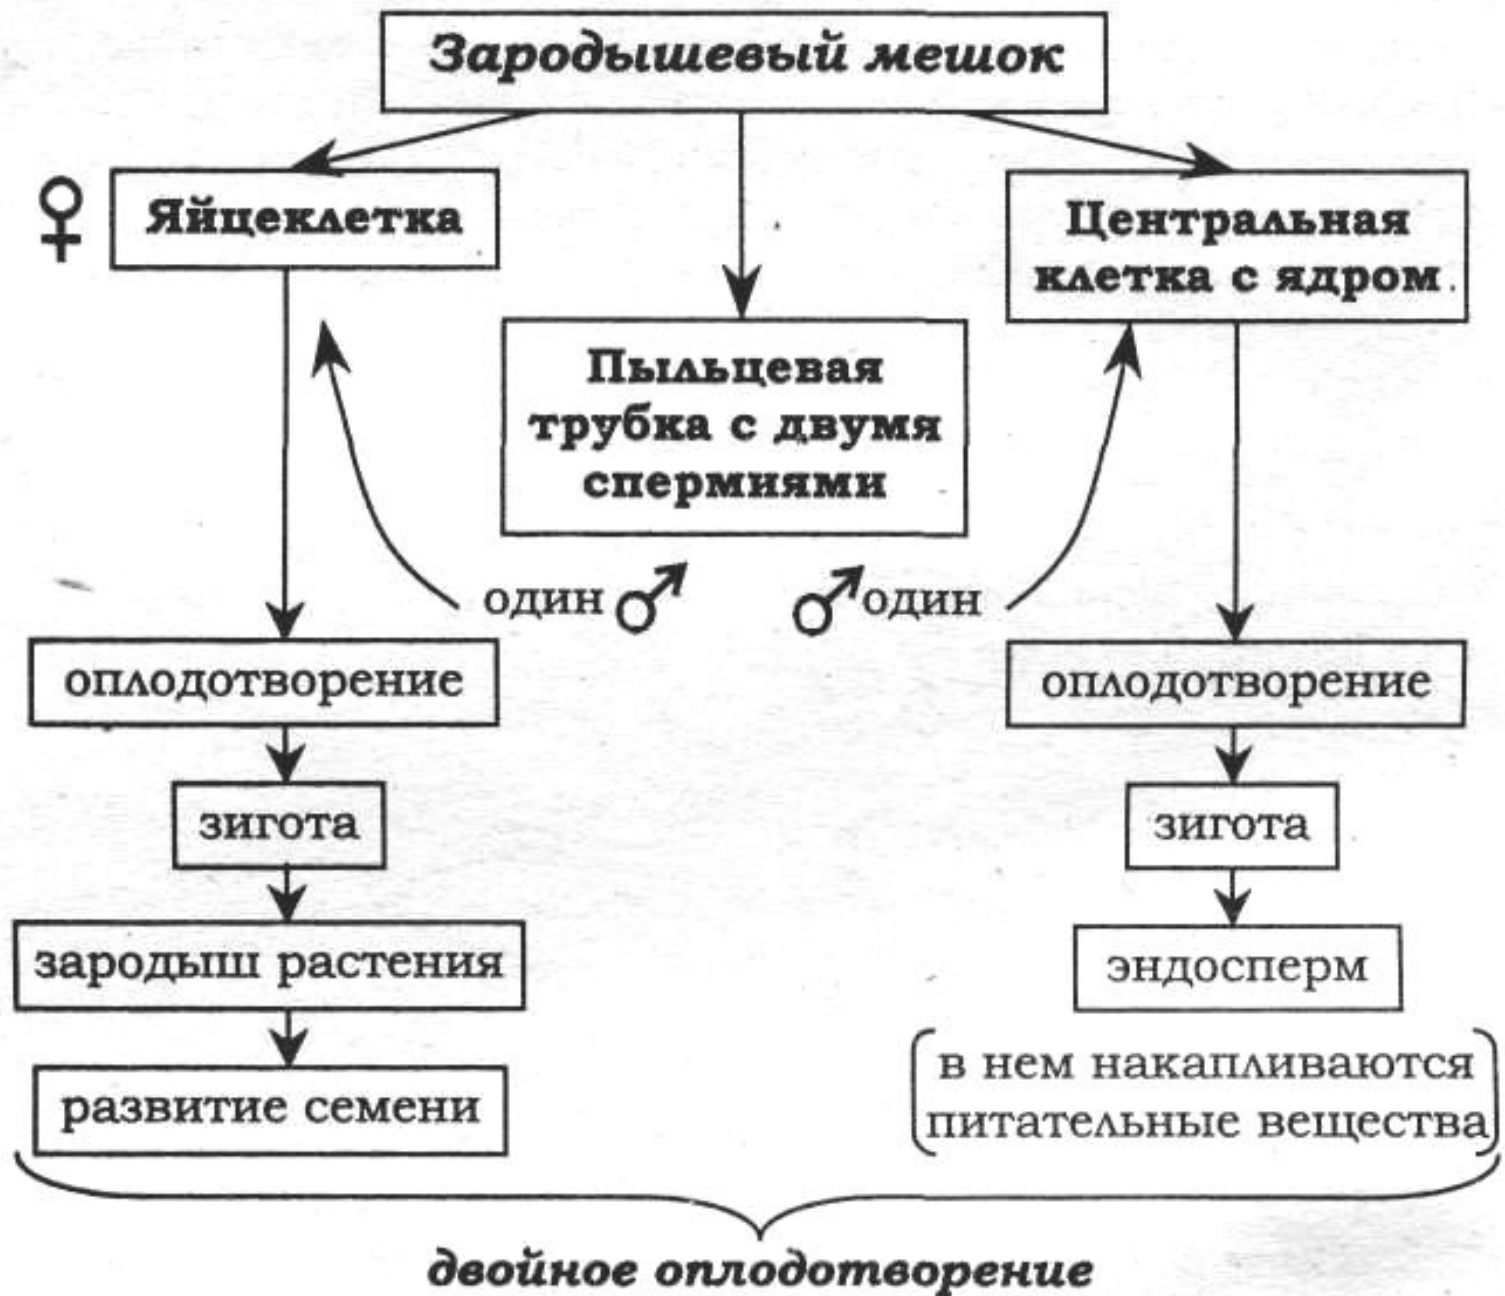 Зародышевый мешок
Яйцеклетка
Центральная
клетка с ядром.
Пыльцевая
трубка с двумя
спермиями
♀
один ♂
♂ один
оплодотворение
оплодотворение
зигота
зигота
зародыш растения
эндосперм
развитие семени
в нем накапливаются
питательные вещества
двойное оплодотворение